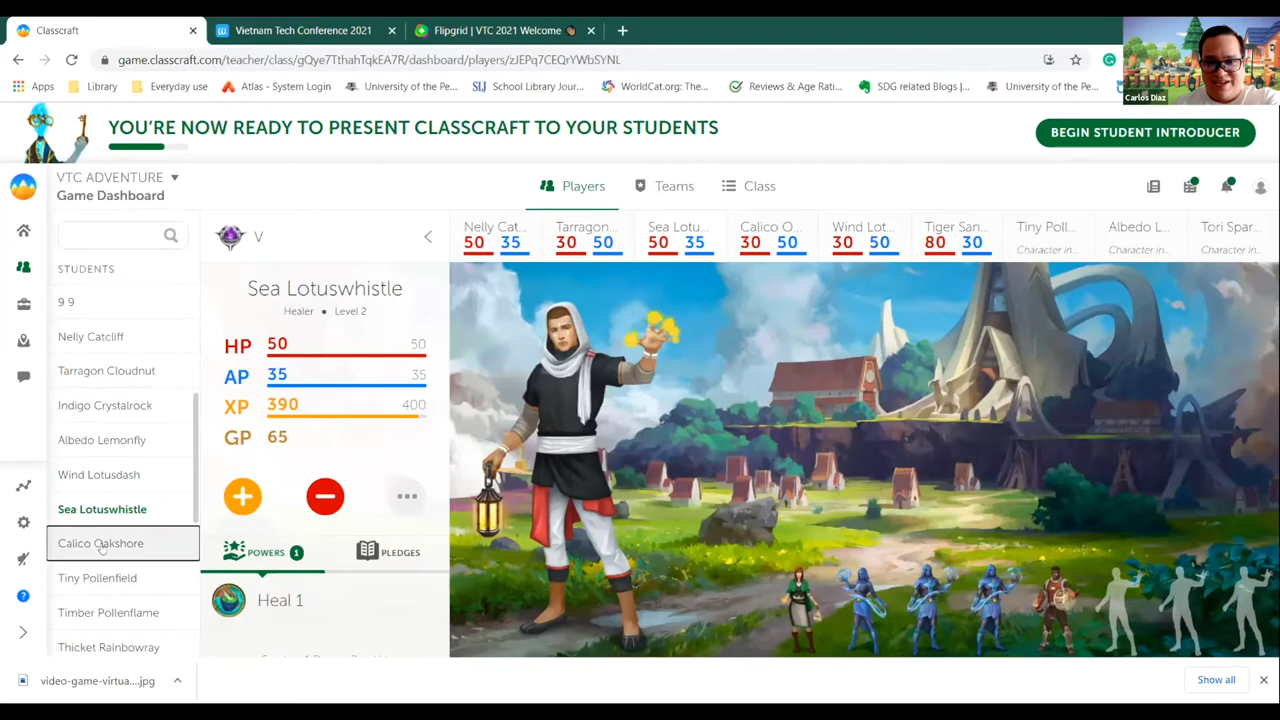 Classcraft
Vietnam Tech Conference 2021
Flipgrid | VTC 2021 Welcome
game.classcraft.com/teacher/class/gQye7TthahTqkEA7R/dashboard/players/zJEPq7CEQrYWbSYNL
Apps
Library
Everyday use
Atlas - System Login
University of the Pe...
School Library Jour...
WorldCat.org: The...
Reviews & Age Rati...
SDG related Blogs |...
University of the Pe...
Carlos Diaz
YOU'RE NOW READY TO PRESENT CLASSCRAFT TO YOUR STUDENTS
BEGIN STUDENT INTRODUCER
VTC ADVENTURE
Game Dashboard
Players
Teams
Class
STUDENTS
9 9
Nelly Catcliff
Tarragon Cloudnut
Indigo Crystalrock
Albedo Lemonfly
Wind Lotusdash
Sea Lotuswhistle
Calico Oakshore
Tiny Pollenfield
Timber Pollenflame
Thicket Rainbowray
V
Sea Lotuswhistle
Healer • Level 2
HP 50 50
AP 35 35
XP 390 400
GP 65
POWERS 1
PLEDGES
Heal 1
Nelly Cat...
50 35
Tarragon...
30 50
Sea Lotu...
50 35
Calico O...
30 50
Wind Lot...
30 50
Tiger San...
80 30
Tiny Poll...
Character in...
Albedo L...
Character in...
Tori Spar...
Character in...
video-game-virtua....jpg
Show all